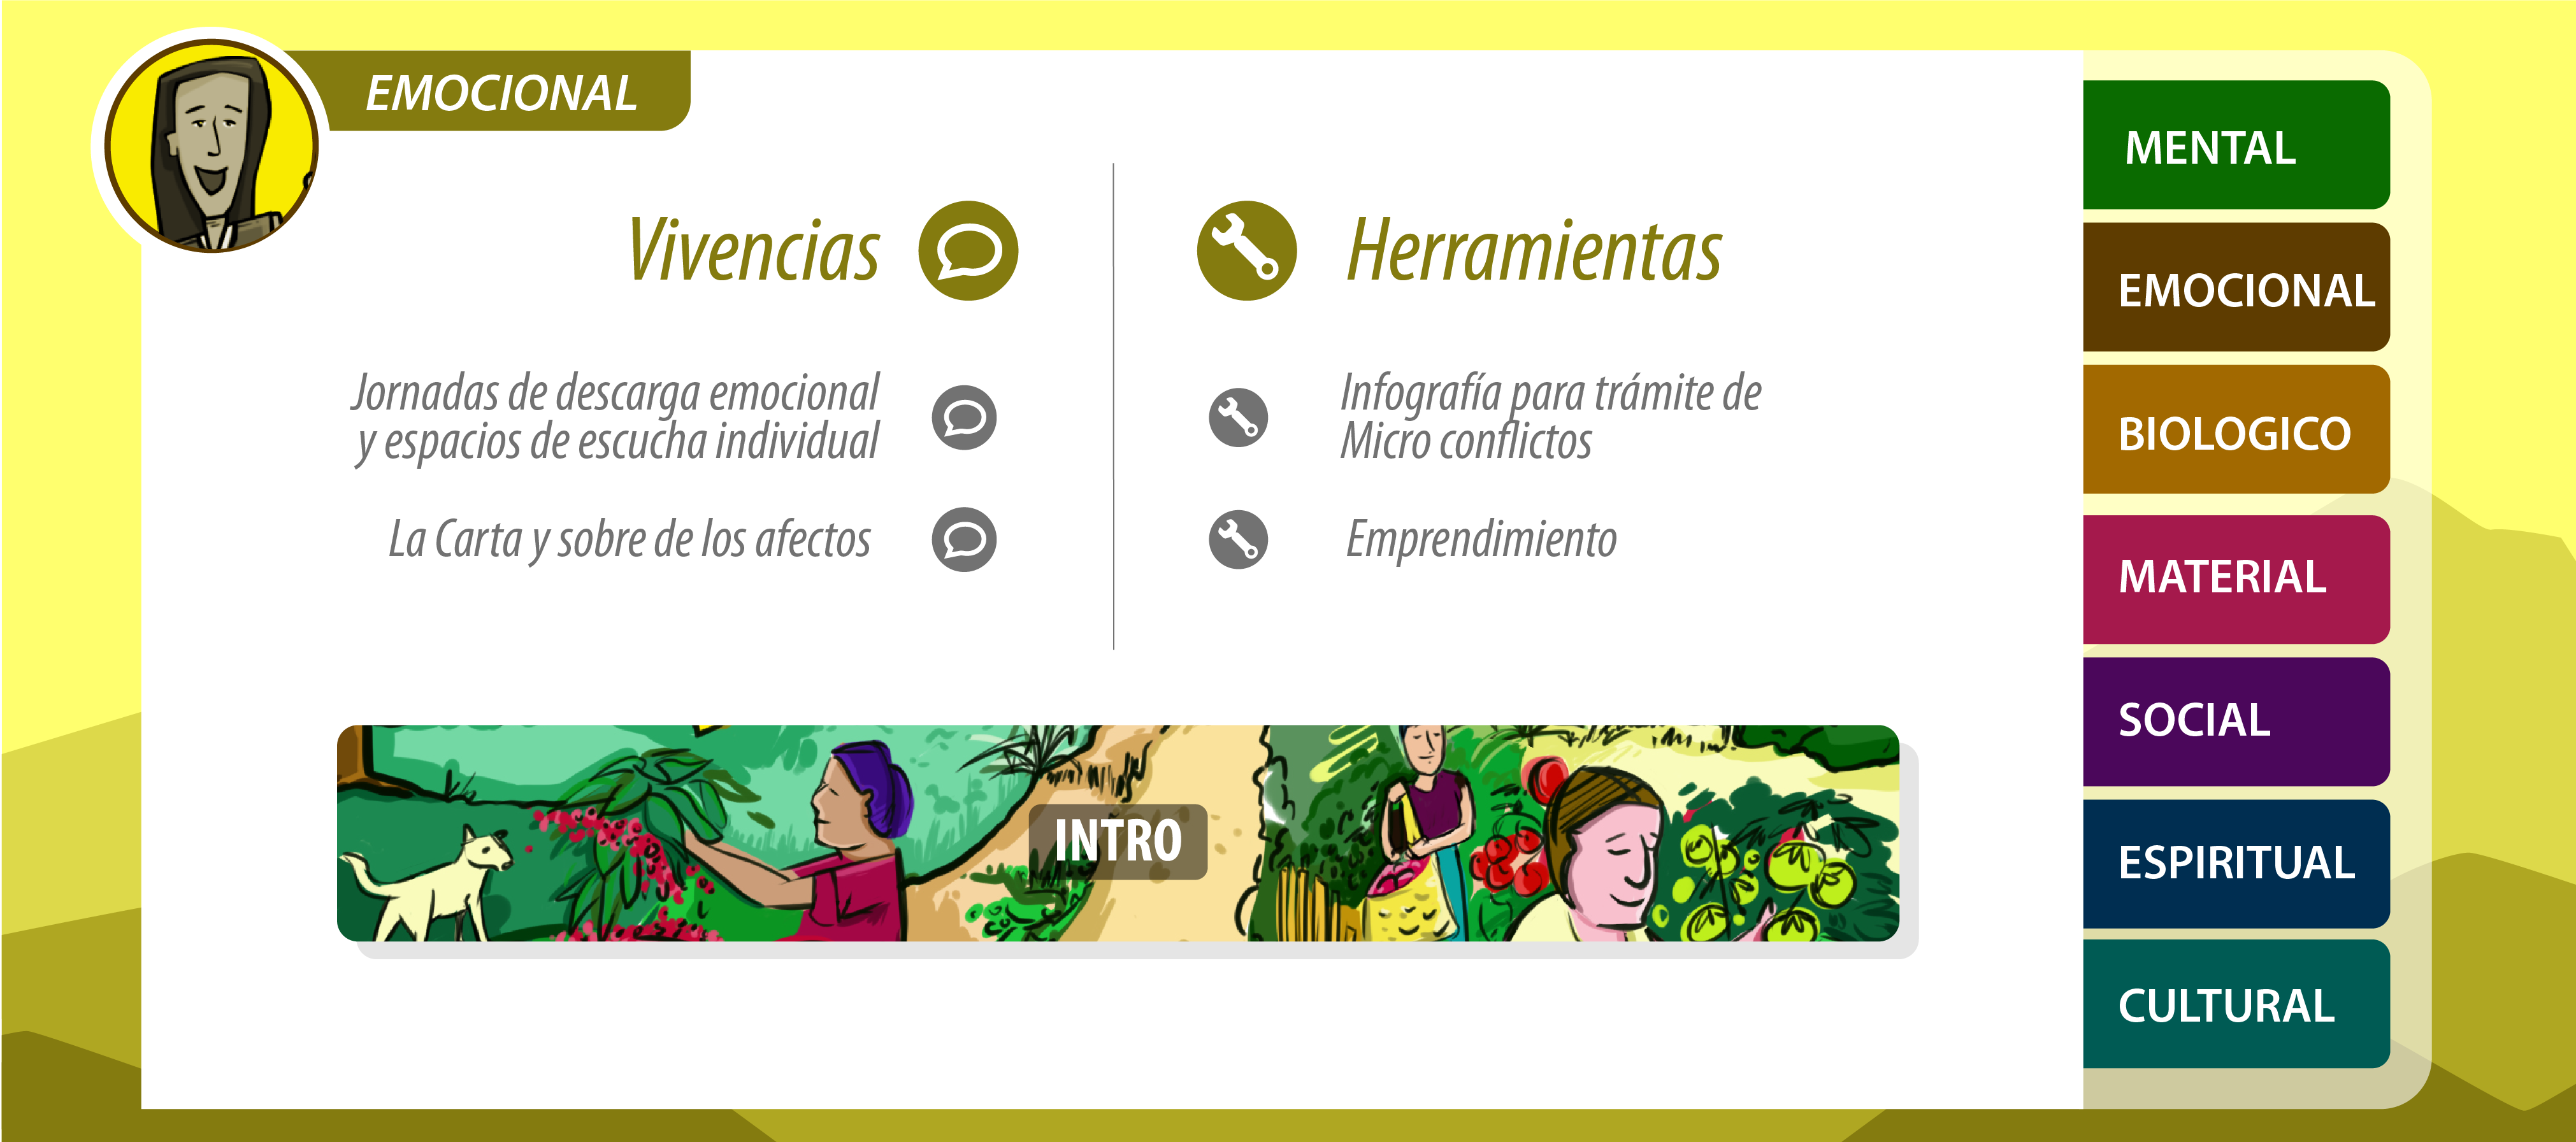 EMOCIONAL
Vivencias
Jornadas de descarga emocional
y espacios de escucha individual
La Carta y sobre de los afectos
Herramientas
Infografía para trámite de
Micro conflictos
Emprendimiento
INTRO
MENTAL
EMOCIONAL
BIOLOGICO
MATERIAL
SOCIAL
ESPIRITUAL
CULTURAL